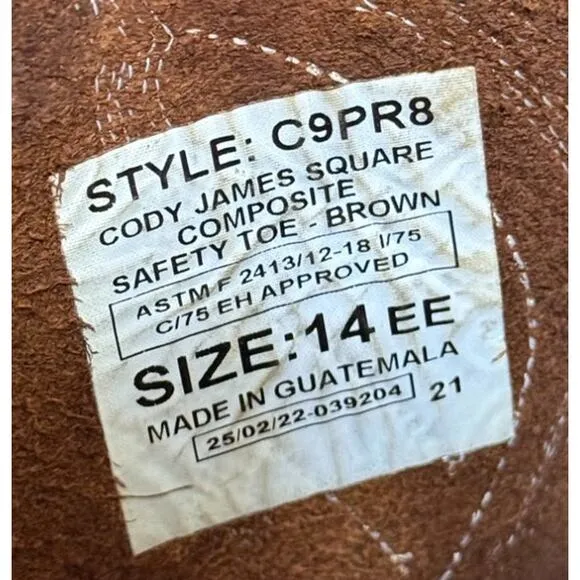 STYLE: C9PR8
CODY JAMES SQUARE
COMPOSITE
SAFETY TOE - BROWN
ASTM F 2413/12-18 I/75
C/75 EH APPROVED
SIZE:14 EE
MADE IN GUATEMALA
25/02/22-039204 21